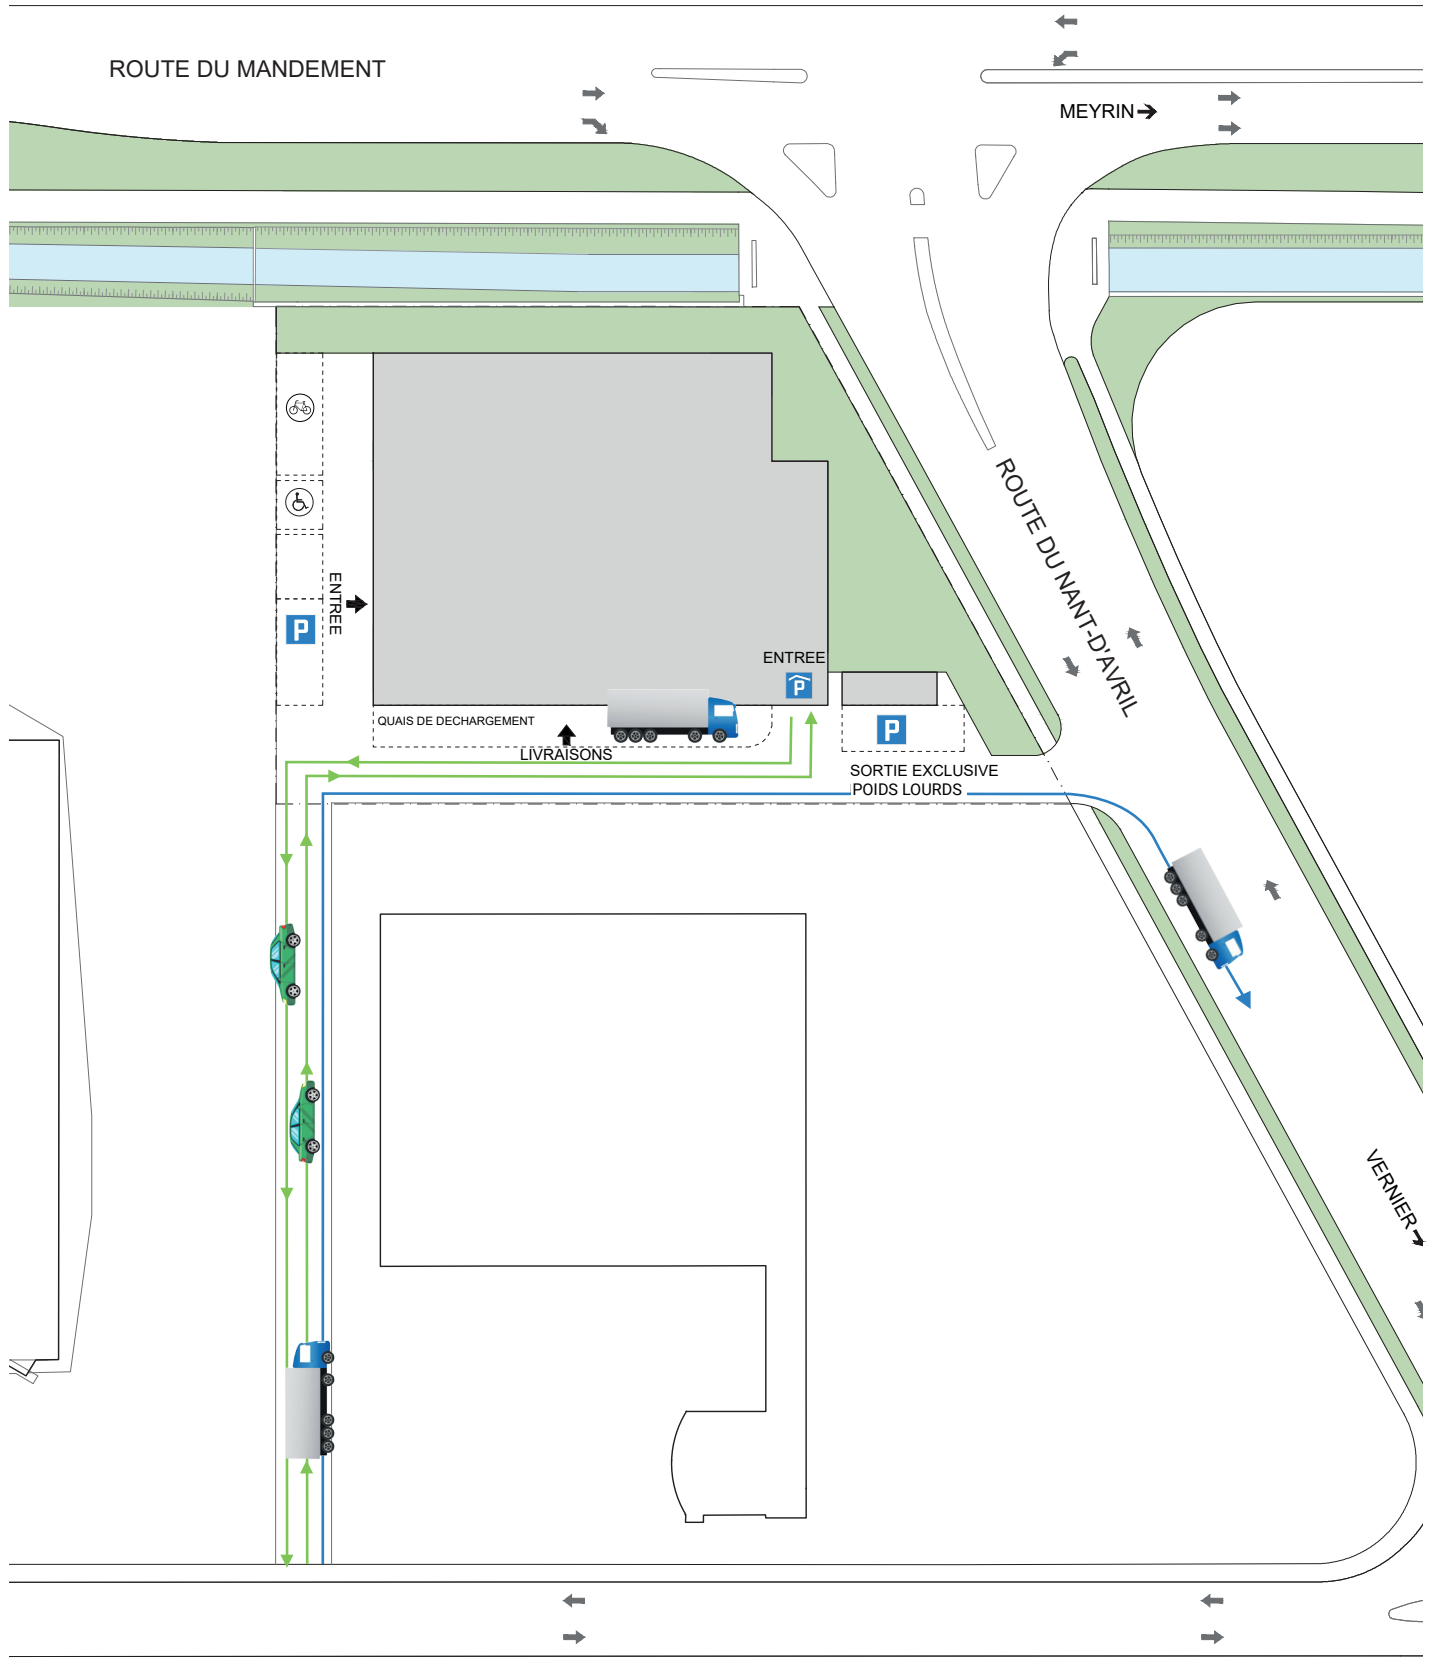 ROUTE DU MANDEMENT
MEYRIN
ROUTE DU NANT-D'AVRIL
ENTREE
P
ENTREE
P
QUAIS DE DECHARGEMENT
P
LIVRAISONS
SORTIE EXCLUSIVE
POIDS LOURDS
VERNIER